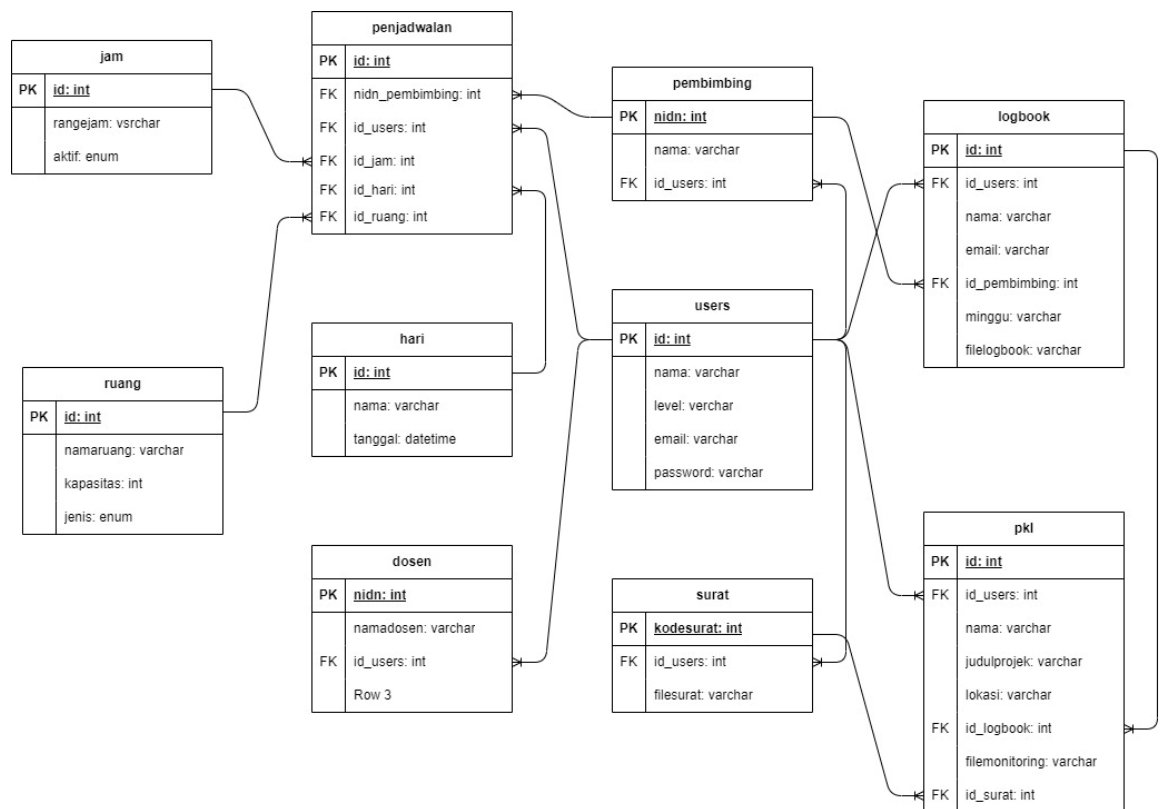 jam
PK id: int
rangejam: vsrchar
aktif: enum
penjadwalan
PK id: int
FK nidn_pembimbing: int
FK id_users: int
FK id_jam: int
FK id_hari: int
FK id_ruang: int
pembimbing
PK nidn: int
nama: varchar
FK id_users: int
logbook
PK id: int
FK id_users: int
nama: varchar
email: varchar
FK id_pembimbing: int
minggu: varchar
filelogbook: varchar
ruang
PK id: int
namaruang: varchar
kapasitas: int
jenis: enum
hari
PK id: int
nama: varchar
tanggal: datetime
users
PK id: int
nama: varchar
level: verchar
email: varchar
password: varchar
dosen
PK nidn: int
namadosen: varchar
FK id_users: int
Row 3
surat
PK kodesurat: int
FK id_users: int
filesurat: varchar
pkl
PK id: int
FK id_users: int
nama: varchar
judulprojek: varchar
lokasi: varchar
FK id_logbook: int
filemonitoring: varchar
FK id_surat: int